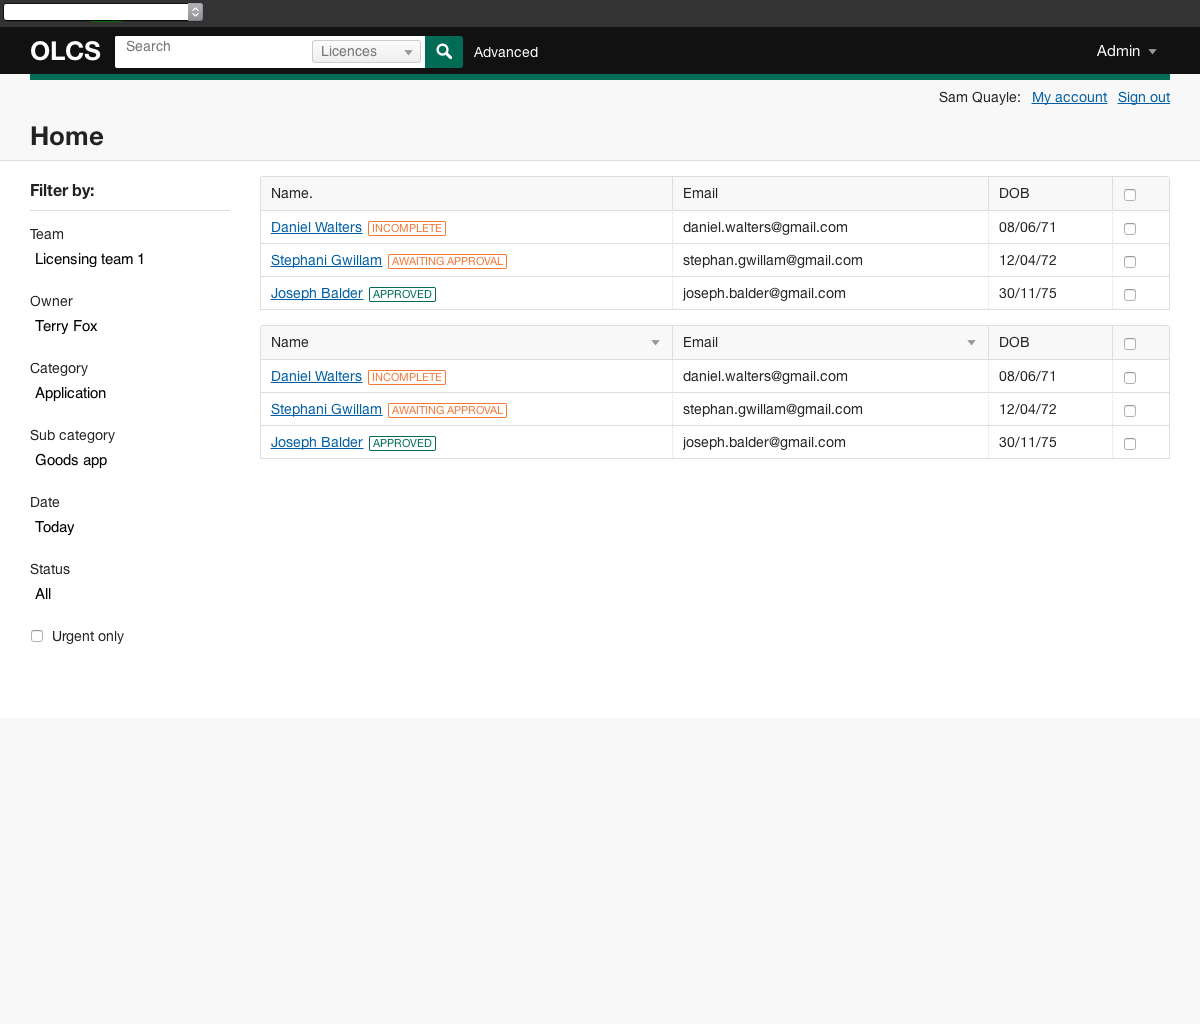 OLCS Search Licences Advanced Admin
Sam Quayle: My account Sign out
Home
Filter by:
Team
Licensing team 1
Owner
Terry Fox
Category
Application
Sub category
Goods app
Date
Today
Status
All
Urgent only
Name. Email DOB
Daniel Walters INCOMPLETE daniel.walters@gmail.com 08/06/71
Stephani Gwillam AWAITING APPROVAL stephan.gwillam@gmail.com 12/04/72
Joseph Balder APPROVED joseph.balder@gmail.com 30/11/75
Name Email DOB
Daniel Walters INCOMPLETE daniel.walters@gmail.com 08/06/71
Stephani Gwillam AWAITING APPROVAL stephan.gwillam@gmail.com 12/04/72
Joseph Balder APPROVED joseph.balder@gmail.com 30/11/75